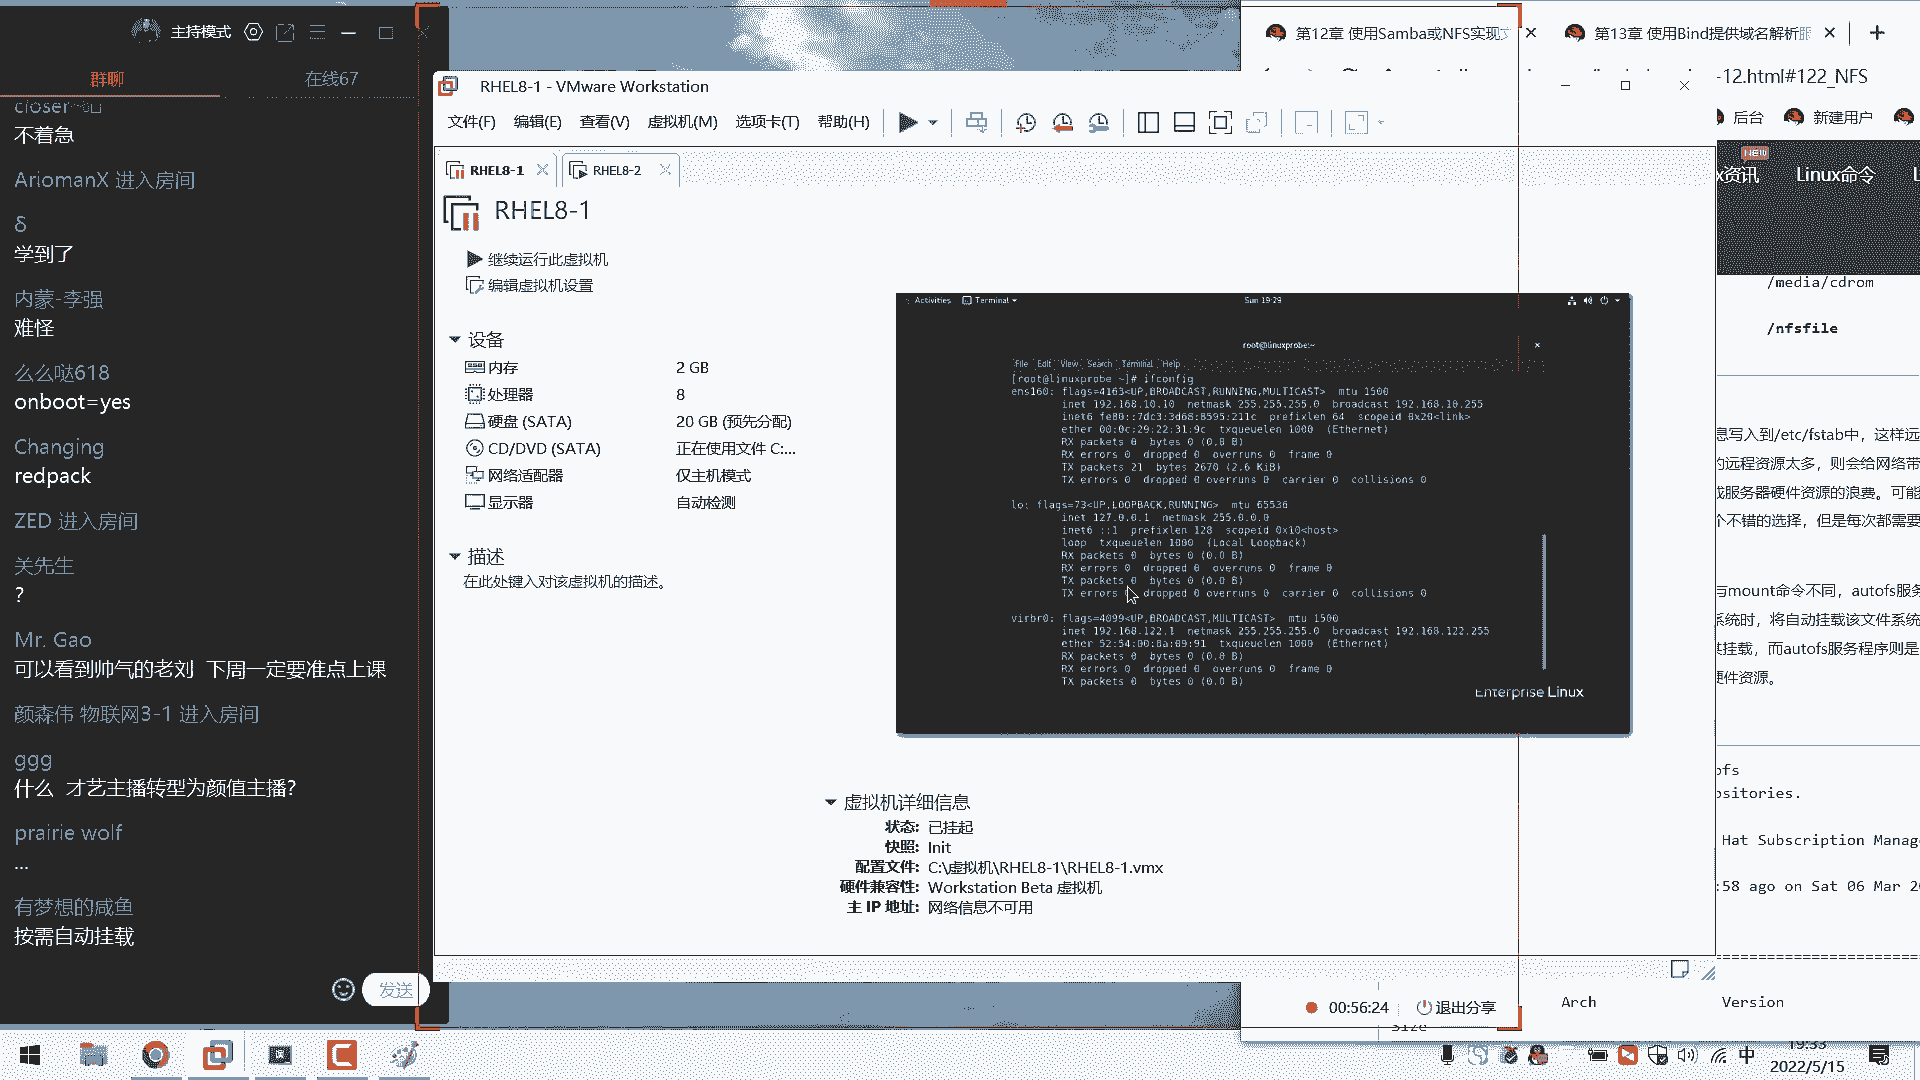 主持模式
群聊
在线67
不着急
AriomanX 进入房间
δ
学到了
内蒙-李强
难怪
么么哒618
onboot=yes
Changing
redpack
ZED 进入房间
关先生
?
Mr. Gao
可以看到帅气的老刘 下周一定要准点上课
颜森伟 物联网3-1 进入房间
ggg
什么 才艺主播转型为颜值主播?
prairie wolf
...
有梦想的咸鱼
按需自动挂载
发送
第12章 使用Samba或NFS实现文
第13章 使用Bind提供域名解析服
RHEL8-1 - VMware Workstation
文件(F) 编辑(E) 查看(V) 虚拟机(M) 选项卡(T) 帮助(H)
RHEL8-1
RHEL8-2
RHEL8-1
继续运行此虚拟机
编辑虚拟机设置
设备
内存 2 GB
处理器 8
硬盘 (SATA) 20 GB (预先分配)
CD/DVD (SATA) 正在使用文件 C:...
网络适配器 仅主机模式
显示器 自动检测
描述
在此处键入对该虚拟机的描述。
Activities Terminal Sun 19:29
root@linuxprobe:~
File Edit View Search Terminal Help
[root@linuxprobe ~]# ifconfig
ens160: flags=4163<UP,BROADCAST,RUNNING,MULTICAST> mtu 1500
inet 192.168.10.10 netmask 255.255.255.0 broadcast 192.168.10.255
inet6 fe80::7dc3:3d68:8595:211c prefixlen 64 scopeid 0x20<link>
ether 00:0c:29:22:31:9c txqueuelen 1000 (Ethernet)
RX packets 0 bytes 0 (0.0 B)
RX errors 0 dropped 0 overruns 0 frame 0
TX packets 21 bytes 2670 (2.6 KiB)
TX errors 0 dropped 0 overruns 0 carrier 0 collisions 0
lo: flags=73<UP,LOOPBACK,RUNNING> mtu 65536
inet 127.0.0.1 netmask 255.0.0.0
inet6 ::1 prefixlen 128 scopeid 0x10<host>
loop txqueuelen 1000 (Local Loopback)
RX packets 0 bytes 0 (0.0 B)
RX errors 0 dropped 0 overruns 0 frame 0
TX packets 0 bytes 0 (0.0 B)
TX errors 0 dropped 0 overruns 0 carrier 0 collisions 0
virbr0: flags=4099<UP,BROADCAST,MULTICAST> mtu 1500
inet 192.168.122.1 netmask 255.255.255.0 broadcast 192.168.122.255
ether 52:54:00:0a:09:91 txqueuelen 1000 (Ethernet)
RX packets 0 bytes 0 (0.0 B)
RX errors 0 dropped 0 overruns 0 frame 0
TX packets 0 bytes 0 (0.0 B)
Enterprise Linux
虚拟机详细信息
状态: 已挂起
快照: Init
配置文件: C:\虚拟机\RHEL8-1\RHEL8-1.vmx
硬件兼容性: Workstation Beta 虚拟机
主 IP 地址: 网络信息不可用
-12.html#122_NFS
后台 新建用户
NEW
x资讯 Linux命令
/media/cdrom
/nfsfile
息写入到/etc/fstab中，这样远
的远程资源太多，则会给网络带
成服务器硬件资源的浪费。可能
个不错的选择，但是每次都需要
与mount命令不同，autofs服务
系统时，将自动挂载该文件系统
挂载，而autofs服务程序则是
硬件资源。
ofs
ositories.
Hat Subscription Manag
:58 ago on Sat 06 Mar 2
Arch Version
Size
00:56:24 退出分享
中
19:33
2022/5/15